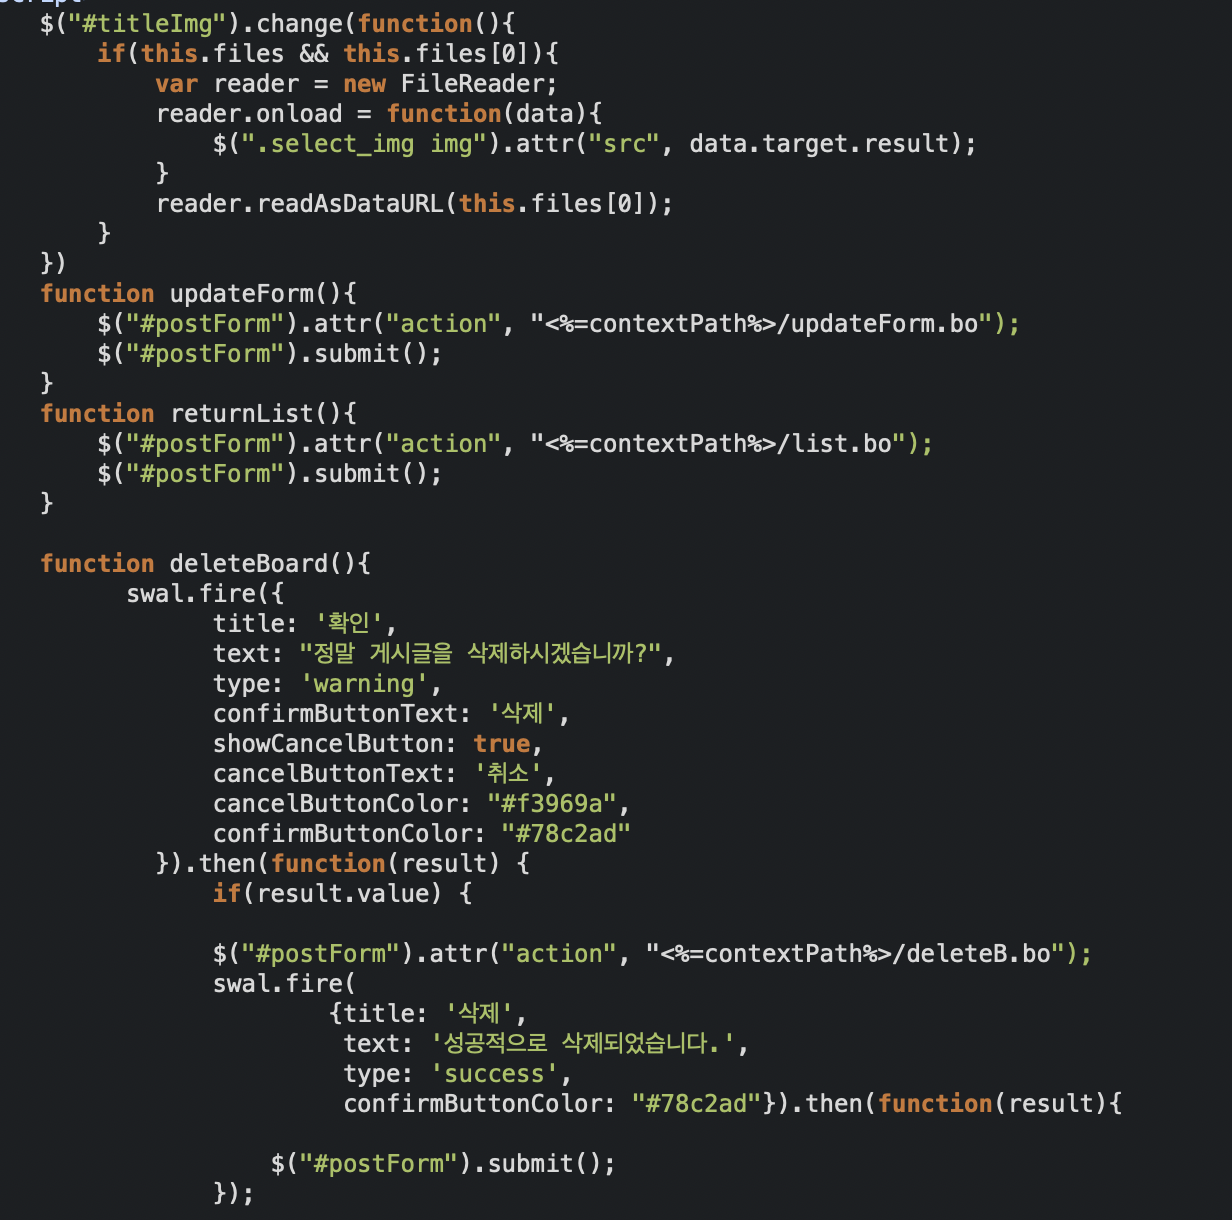 script
$("#titleImg").change(function(){
if(this.files && this.files[0]){
var reader = new FileReader;
reader.onload = function(data){
$(".select_img img").attr("src", data.target.result);
}
reader.readAsDataURL(this.files[0]);
}
})
function updateForm(){
$("#postForm").attr("action", "<%=contextPath%>/updateForm.bo");
$("#postForm").submit();
}
function returnList(){
$("#postForm").attr("action", "<%=contextPath%>/list.bo");
$("#postForm").submit();
}
function deleteBoard(){
swal.fire({
title: '확인',
text: "정말 게시글을 삭제하시겠습니까?",
type: 'warning',
confirmButtonText: '삭제',
showCancelButton: true,
cancelButtonText: '취소',
cancelButtonColor: "#f3969a",
confirmButtonColor: "#78c2ad"
}).then(function(result) {
if(result.value) {
$("#postForm").attr("action", "<%=contextPath%>/deleteB.bo");
swal.fire(
{title: '삭제',
text: '성공적으로 삭제되었습니다.',
type: 'success',
confirmButtonColor: "#78c2ad"}).then(function(result){
$("#postForm").submit();
});